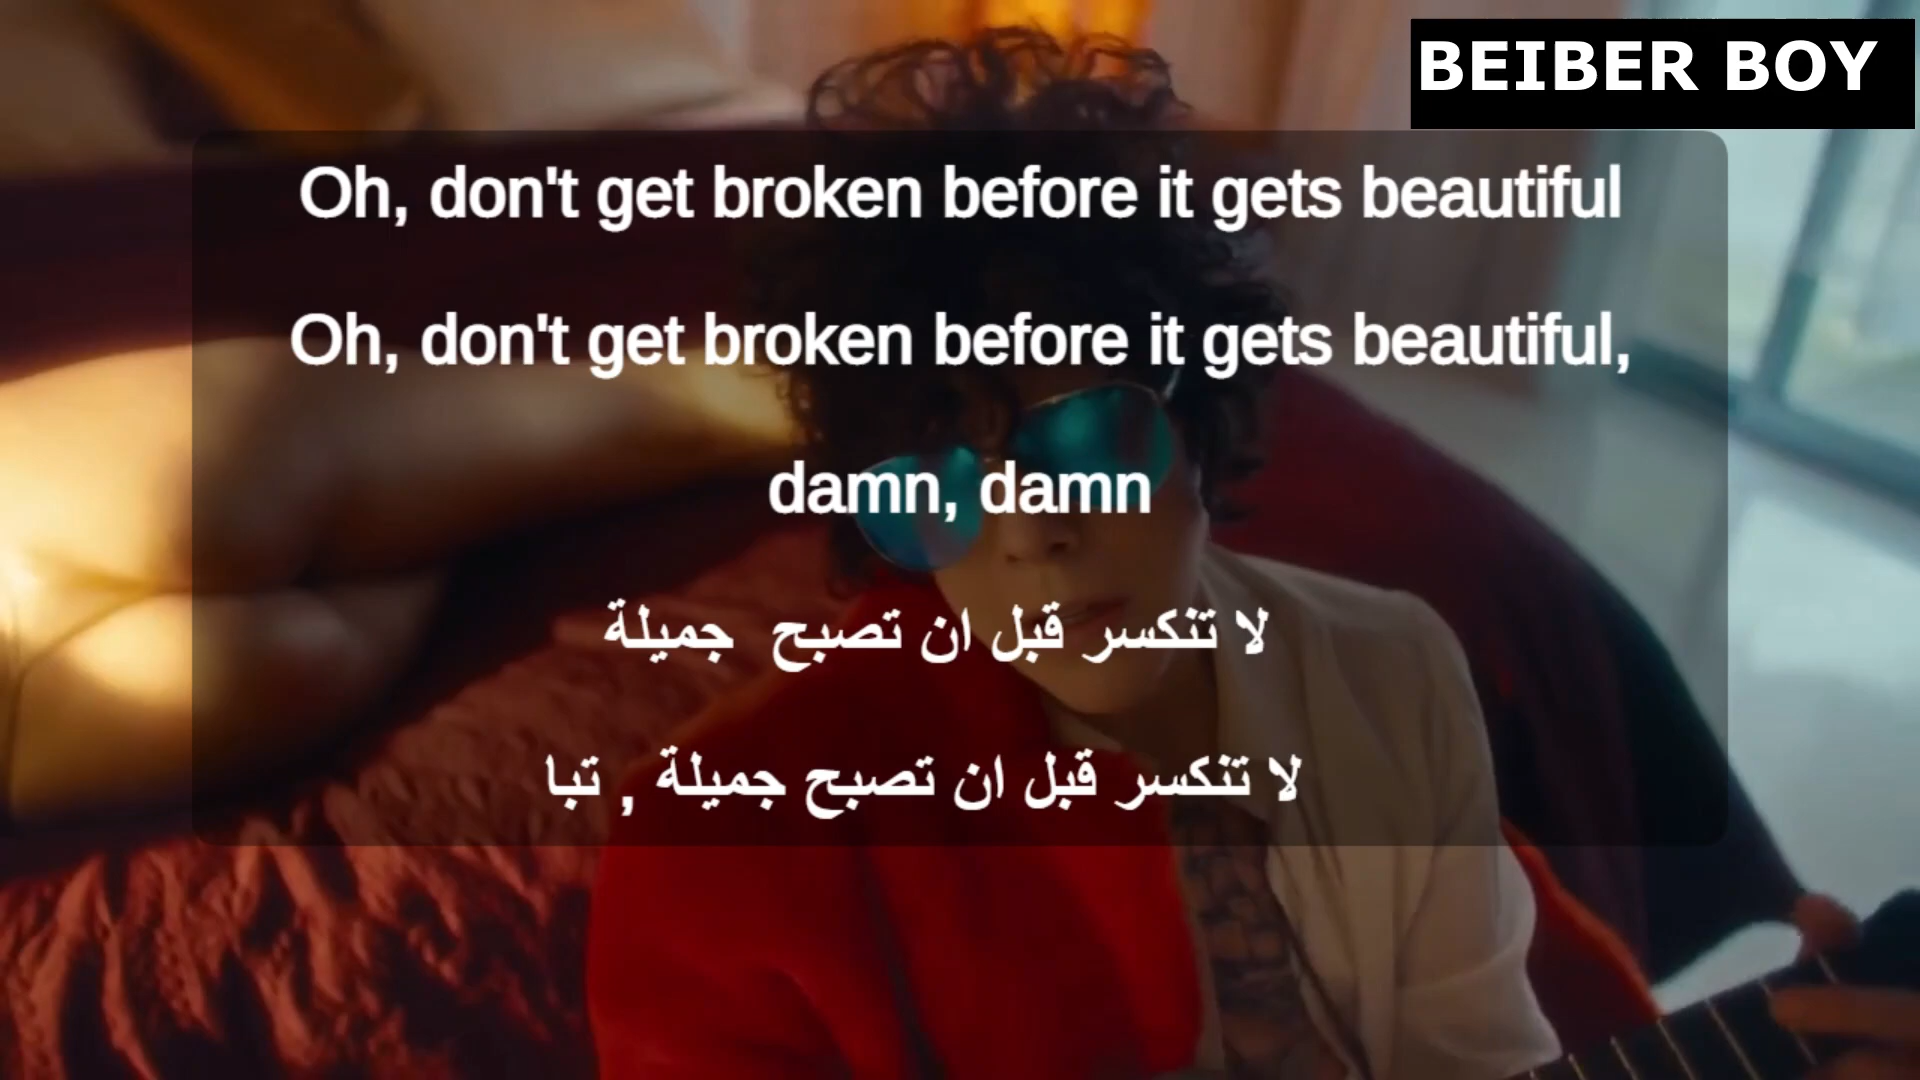 BEIBER BOY
Oh, don't get broken before it gets beautiful
Oh, don't get broken before it gets beautiful,
damn, damn
لا تنكسر قبل ان تصبح جميلة
لا تنكسر قبل ان تصبح جميلة , تبا